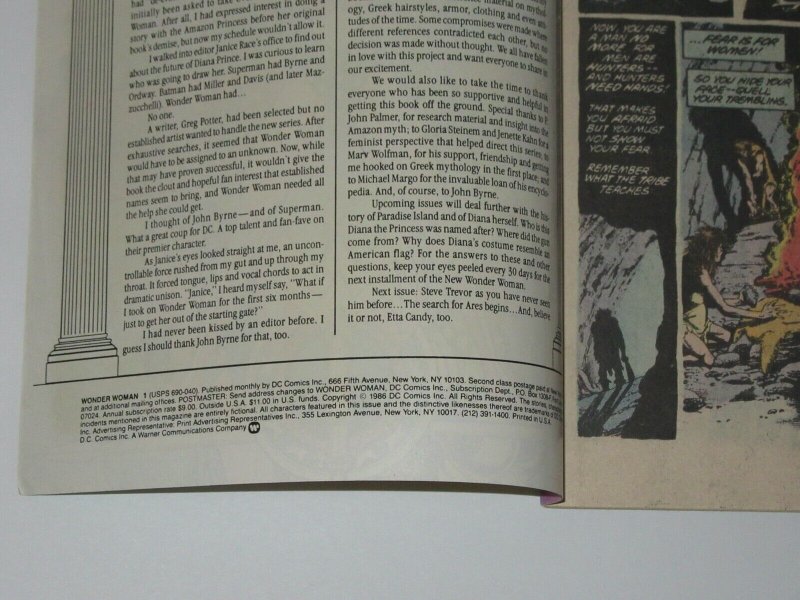 initially been asked to take
Woman. After all, I had expressed interest in doing a
story with the Amazon Princess before her original
book's demise, but now my schedule wouldn't allow it.
I walked into editor Janice Race's office to find out
about the future of Diana Prince. I was curious to learn
who was going to draw her. Superman had Byrne and
Ordway. Batman had Miller and Davis (and later Maz-
zucchelli). Wonder Woman had...
No one.
A writer, Greg Potter, had been selected but no
established artist wanted to handle the new series. After
exhaustive searches, it seemed that Wonder Woman
would have to be assigned to an unknown. Now, while
that may have proven successful, it wouldn't give the
book the clout and hopeful fan interest that established
names seem to bring, and Wonder Woman needed all
the help she could get.
I thought of John Byrne—and of Superman.
What a great coup for DC. A top talent and fan-fave on
their premier character.
As Janice's eyes looked straight at me, an uncon-
trollable force rushed from my gut and up through my
throat. It forced tongue, lips and vocal chords to act in
dramatic unison. "Janice," I heard myself say, "What if
I took on Wonder Woman for the first six months—
just to get her out of the starting gate?"
I had never been kissed by an editor before. I
guess I should thank John Byrne for that, too.
material on
ogy, Greek hairstyles, armor, clothing and even
tudes of the time. Some compromises were made where
different references contradicted each other, but no
decision was made without thought. We all have fallen
in love with this project and want everyone to share in
our excitement.
We would also like to take the time to thank
everyone who has been so supportive and helpful in
getting this book off the ground. Special thanks to
John Palmer, for research material and insight into the
Amazon myth; to Gloria Steinem and Jenette Kahn for a
feminist perspective that helped direct this series; to
Marv Wolfman, for his support, friendship and getting
me hooked on Greek mythology in the first place; and
to Michael Margo for the invaluable loan of his encyclo-
pedia. And, of course, to John Byrne.
Upcoming issues will deal further with the his-
tory of Paradise Island and of Diana herself. Who is this
Diana the Princess was named after? Where did the gun
come from? Why does Diana's costume resemble an
American flag? For the answers to these and other
questions, keep your eyes peeled every 30 days for the
next installment of the New Wonder Woman.
Next issue: Steve Trevor as you have never seen
him before...The search for Ares begins...And, believe
it or not, Etta Candy, too.
WONDER WOMAN 1 (USPS 690-040). Published monthly by DC Comics Inc., 666 Fifth Avenue, New York, NY 10103. Second class postage paid at New
and at additional mailing offices. POSTMASTER: Send address changes to WONDER WOMAN, DC Comics Inc., Subscription Dept., P.O. Box 1308-F,
07024. Annual subscription rate $9.00. Outside U.S.A. $11.00 in U.S. funds. Copyright © 1986 DC Comics Inc. All Rights Reserved. The stories, characters
incidents mentioned in this magazine are entirely fictional. All characters featured in this issue and the distinctive likenesses thereof are trademarks of
Inc. Advertising Representative: Print Advertising Representatives Inc., 355 Lexington Avenue, New York, NY 10017. (212) 391-1400. Printed in U.S.A.
D.C. Comics Inc. A Warner Communications Company
NOW, YOU ARE
A MAN NO
MORE FOR
MEN ARE
HUNTERS--
AND HUNTERS
NEED HANDS!
THAT MAKES
YOU AFRAID
BUT YOU MUST
NOT SHOW
YOUR FEAR
REMEMBER
WHAT THE TRIBE
TEACHES
...FEAR IS FOR
WOMEN!
SO YOU HIDE YOUR
FACE--QUELL
YOUR TREMBLING.